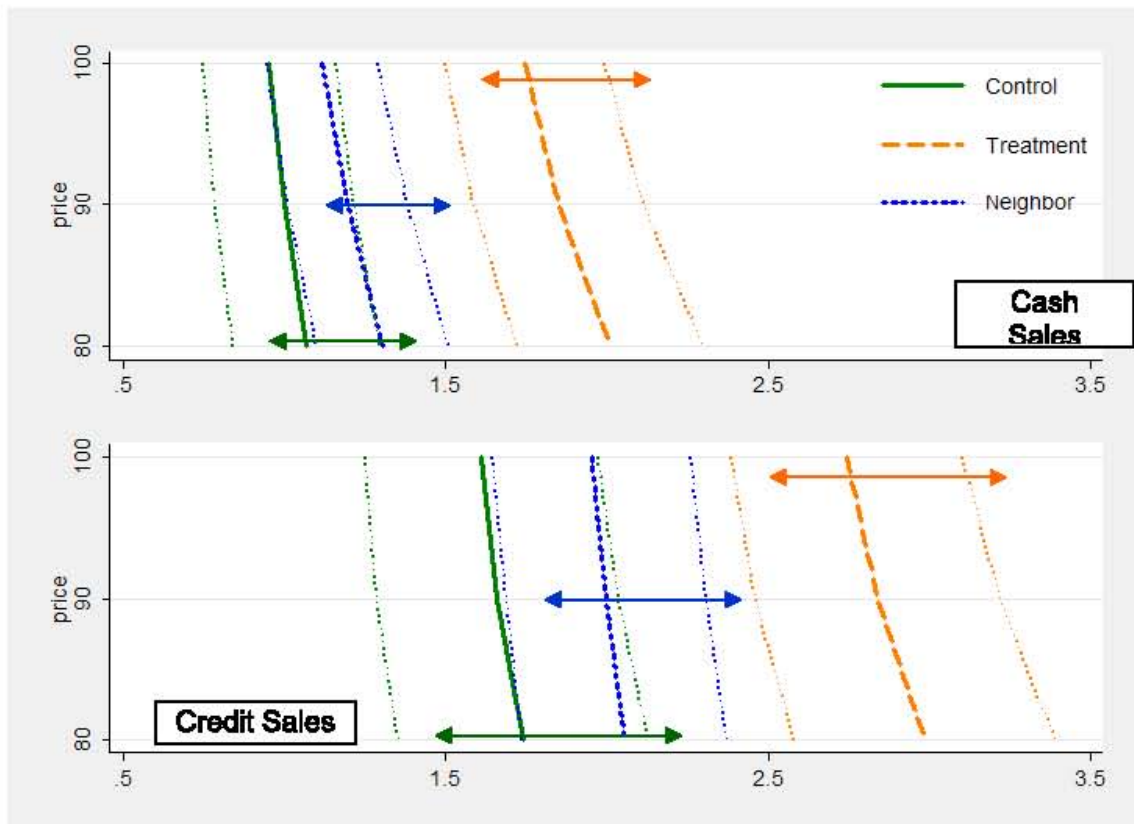 100
90
80
price
.5 1.5 2.5 3.5
Control
Treatment
Neighbor
Cash
Sales
100
90
80
price
.5 1.5 2.5 3.5
Credit Sales